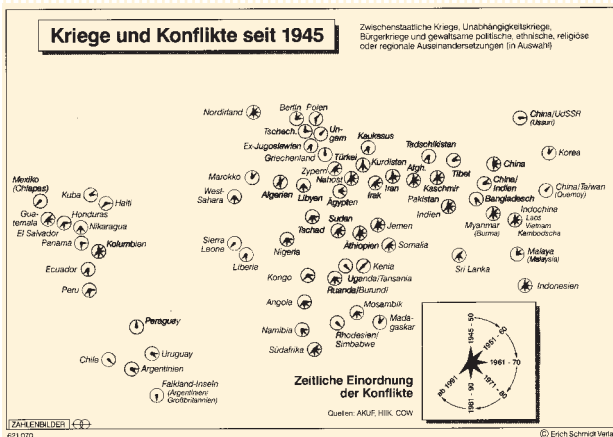 Kriege und Konflikte seit 1945
Zwischenstaatliche Kriege, Unabhängigkeitskriege,
Bürgerkriege und gewaltsame politische, ethnische, religiöse
oder regionale Auseinandersetzungen (in Auswahl)
Nordirland
Berlin Polen
Tschech.
Un-
garn
Ex-Jugoslawien
Griechenland
Kaukasus
Türkei
Zypern
Kurdistan
Marokko
Nahost
Algerien
Libyen
Ägypten
Irak
Iran
Afgh.
West-
Sahara
Tadschikistan
Tibet
Kaschmir
Pakistan
Indien
China/UdSSR
(Ussuri)
China
Korea
China/
Indien
Bangladesch
China/Taiwan
(Quemoy)
Myanmar
(Burma)
Indochina
Laos
Vietnam
Kambodscha
Malaya
(Malaysia)
Sri Lanka
Indonesien
Mexiko
(Chiapas)
Kuba
Haiti
Gua-
temala
Honduras
El Salvador
Nikaragua
Panama
Kolumbien
Ecuador
Peru
Paraguay
Chile
Uruguay
Argentinien
Falkland-Inseln
(Argentinien/
Großbritannien)
Sierra
Leone
Liberia
Nigeria
Tschad
Sudan
Jemen
Äthiopien
Somalia
Kenia
Kongo
Uganda/Tansania
Ruanda/Burundi
Angola
Mosambik
Mada-
gaskar
Namibia
Rhodesien/
Simbabwe
Südafrika
Zeitliche Einordnung
der Konflikte
Quellen: AKUF, HIIK, COW
1945 - 50
1951 - 60
1961 - 70
1971 - 80
1981 - 90
ab 1991
ZAHLENBILDER
621 070
© Erich Schmidt Verlag